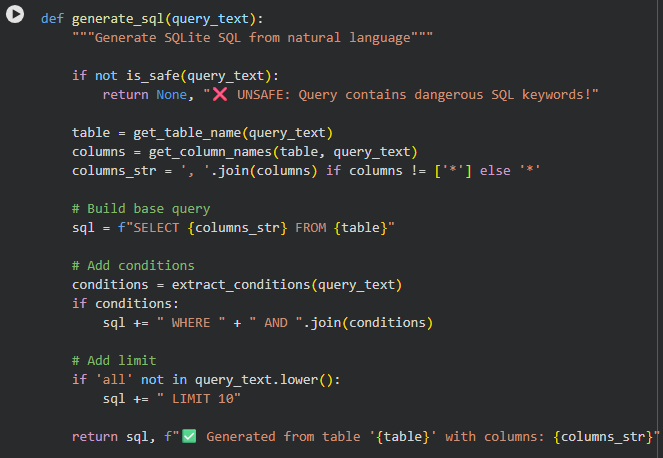 def generate_sql(query_text):
    """Generate SQLite SQL from natural language"""

    if not is_safe(query_text):
        return None, "❌ UNSAFE: Query contains dangerous SQL keywords!"

    table = get_table_name(query_text)
    columns = get_column_names(table, query_text)
    columns_str = ', '.join(columns) if columns != ['*'] else '*'

    # Build base query
    sql = f"SELECT {columns_str} FROM {table}"

    # Add conditions
    conditions = extract_conditions(query_text)
    if conditions:
        sql += " WHERE " + " AND ".join(conditions)

    # Add limit
    if 'all' not in query_text.lower():
        sql += " LIMIT 10"

    return sql, f"✅ Generated from table '{table}' with columns: {columns_str}"